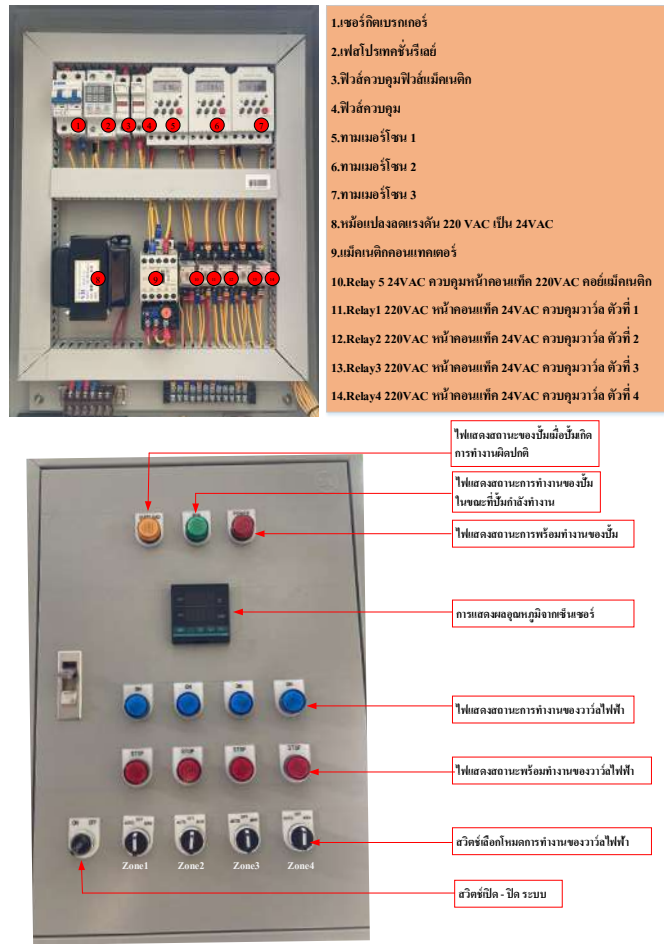 1.เซอร์กิตเบรกเกอร์
2.เฟสโปรเทคชั่นรีเลย์
3.ฟิวส์ควบคุมฟิวส์แม็คเนติก
4.ฟิวส์ควบคุม
5.ทามเมอร์โซน 1
6.ทามเมอร์โซน 2
7.ทามเมอร์โซน 3
8.หม้อแปลงลดแรงดัน 220 VAC เป็น 24VAC
9.แม็คเนติกคอนแทคเตอร์
10.Relay 5 24VAC ควบคุมหน้าคอนแท็ค 220VAC คอย์แม็คเนติก
11.Relay1 220VAC หน้าคอนแท็ค 24VAC ควบคุมวาว์ล ตัวที่ 1
12.Relay2 220VAC หน้าคอนแท็ค 24VAC ควบคุมวาว์ล ตัวที่ 2
13.Relay3 220VAC หน้าคอนแท็ค 24VAC ควบคุมวาว์ล ตัวที่ 3
14.Relay4 220VAC หน้าคอนแท็ค 24VAC ควบคุมวาว์ล ตัวที่ 4
1 2 3 4 5 6 7
8 9
ไฟแสดงสถานะของปั๊มเมื่อปั๊มเกิด
การทำงานผิดปกติ
ไฟแสดงสถานะการทำงานของปั๊ม
ในขณะที่ปั๊มกำลังทำงาน
ไฟแสดงสถานะการพร้อมทำงานของปั๊ม
การแสดงผลอุณหภูมิจากเซ็นเซอร์
ON ON ON ON
ไฟแสดงสถานะการทำงานของวาว์ลไฟฟ้า
STOP STOP STOP STOP
ไฟแสดงสถานะพร้อมทำงานของวาว์ลไฟฟ้า
ON OFF
สวิตช์เลือกโหมดการทำงานของวาว์ลไฟฟ้า
Zone1 Zone2 Zone3 Zone4
สวิตช์เปิด - ปิด ระบบ